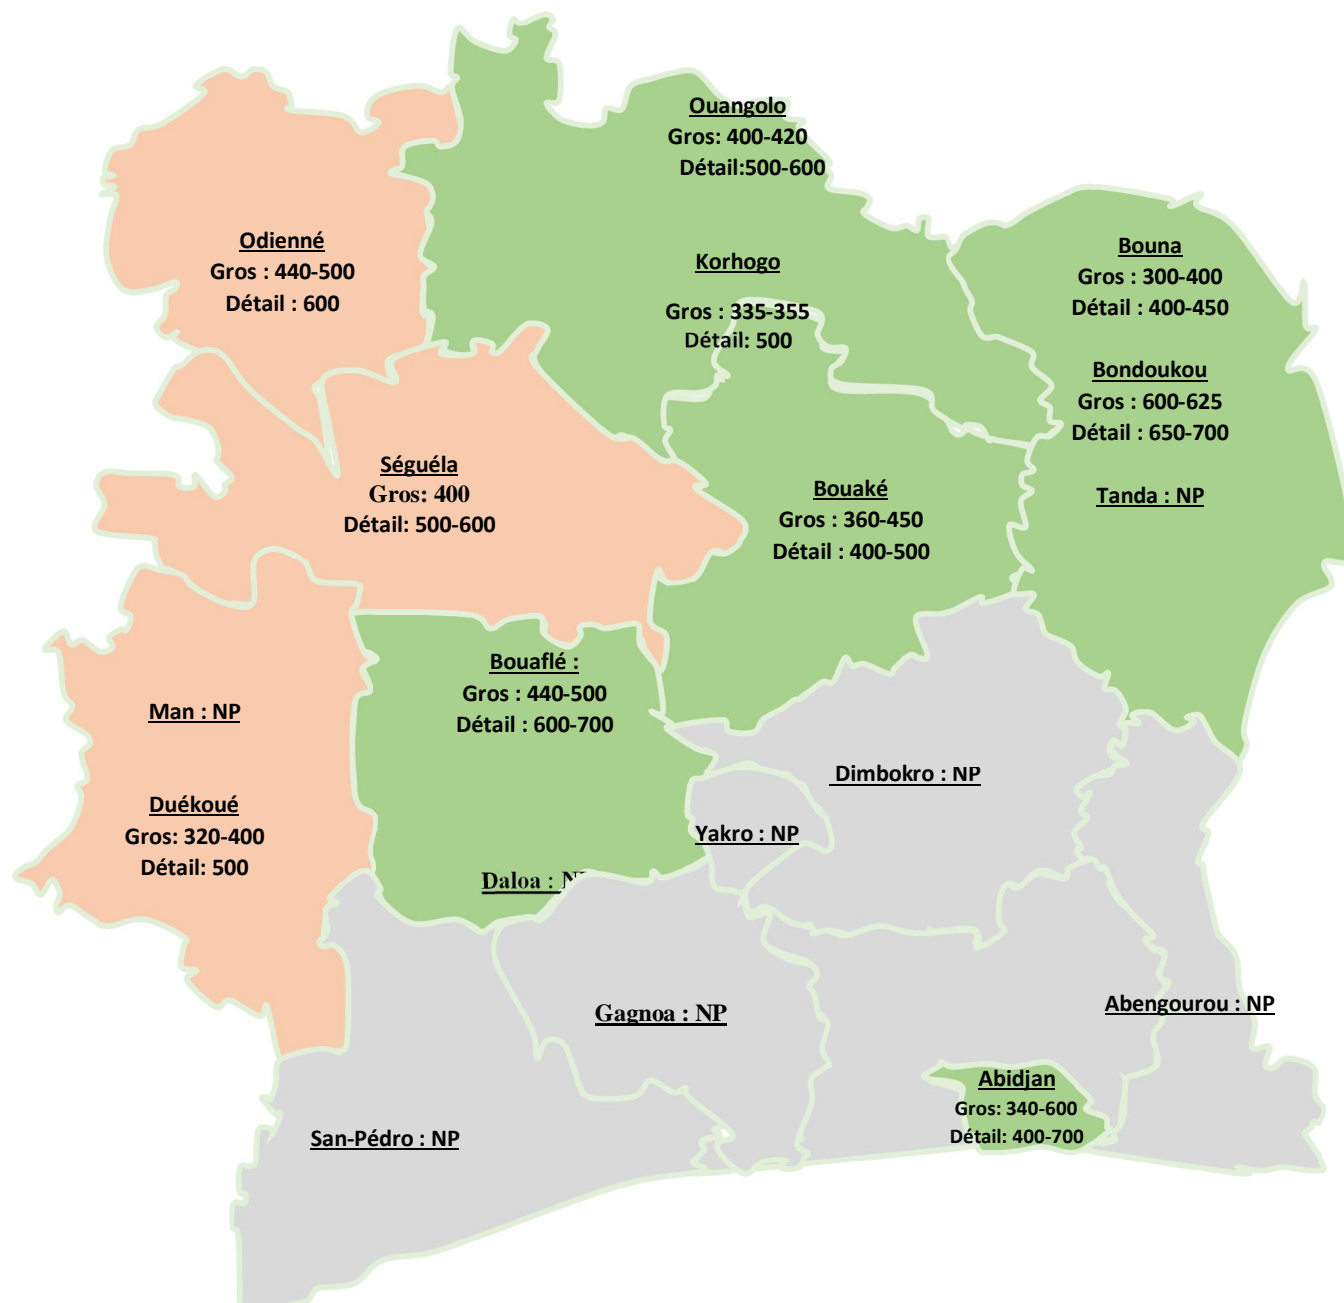 Ouangolo
Gros: 400-420
Détail:500-600
Odienné
Gros : 440-500
Détail : 600
Korhogo
Gros : 335-355
Détail: 500
Bouna
Gros : 300-400
Détail : 400-450
Bondoukou
Gros : 600-625
Détail : 650-700
Tanda : NP
Séguéla
Gros: 400
Détail: 500-600
Bouaké
Gros : 360-450
Détail : 400-500
Bouaflé :
Gros : 440-500
Détail : 600-700
Man : NP
Duékoué
Gros: 320-400
Détail: 500
Dimbokro : NP
Yakro : NP
Daloa : NP
Gagnoa : NP
Abengourou : NP
Abidjan
Gros: 340-600
Détail: 400-700
San-Pédro : NP